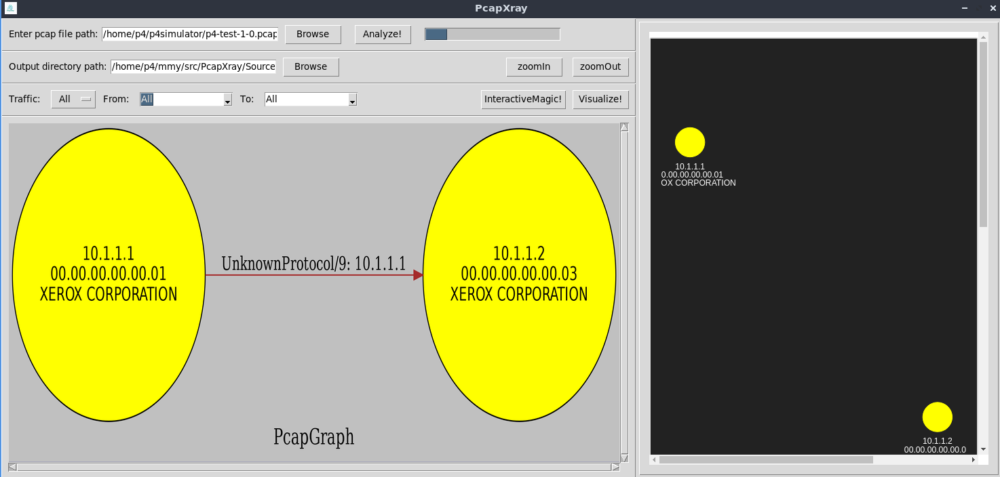 PcapXray
Enter pcap file path: /home/p4/p4simulator/p4-test-1-0.pcap Browse Analyze!
Output directory path: /home/p4/mmy/src/PcapXray/Source Browse zoomIn zoomOut
Traffic: All From: All To: All InteractiveMagic! Visualize!
10.1.1.1
00.00.00.00.00.01
XEROX CORPORATION
UnknownProtocol/9: 10.1.1.1
10.1.1.2
00.00.00.00.00.03
XEROX CORPORATION
PcapGraph
10.1.1.1
0.00.00.00.00.01
OX CORPORATION
10.1.1.2
00.00.00.00.00.0